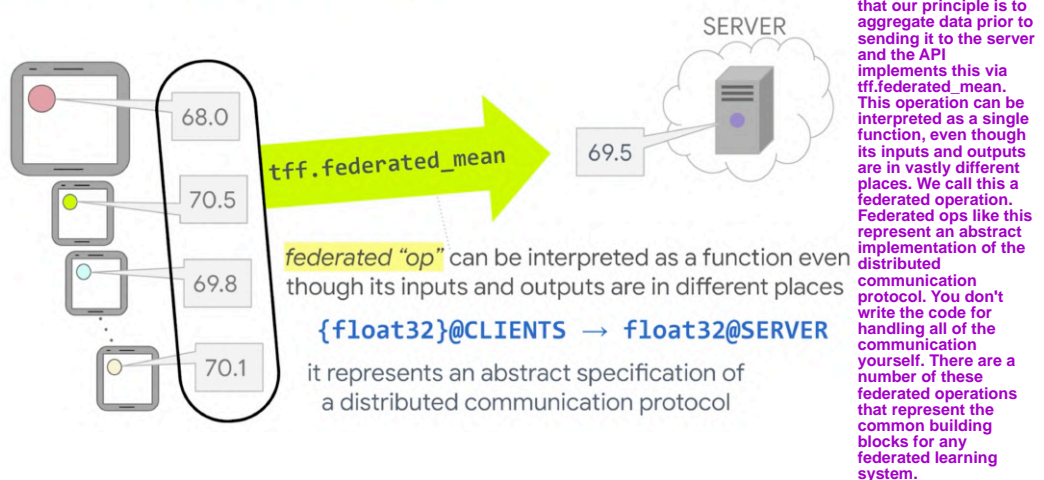 SERVER
68.0
70.5
69.8
70.1
tff.federated_mean
69.5
federated "op" can be interpreted as a function even
though its inputs and outputs are in different places
{float32}@CLIENTS → float32@SERVER
it represents an abstract specification of
a distributed communication protocol
that our principle is to
aggregate data prior to
sending it to the server
and the API
implements this via
tff.federated_mean.
This operation can be
interpreted as a single
function, even though
its inputs and outputs
are in vastly different
places. We call this a
federated operation.
Federated ops like this
represent an abstract
implementation of the
distributed
communication
protocol. You don't
write the code for
handling all of the
communication
yourself. There are a
number of these
federated operations
that represent the
common building
blocks for any
federated learning
system.